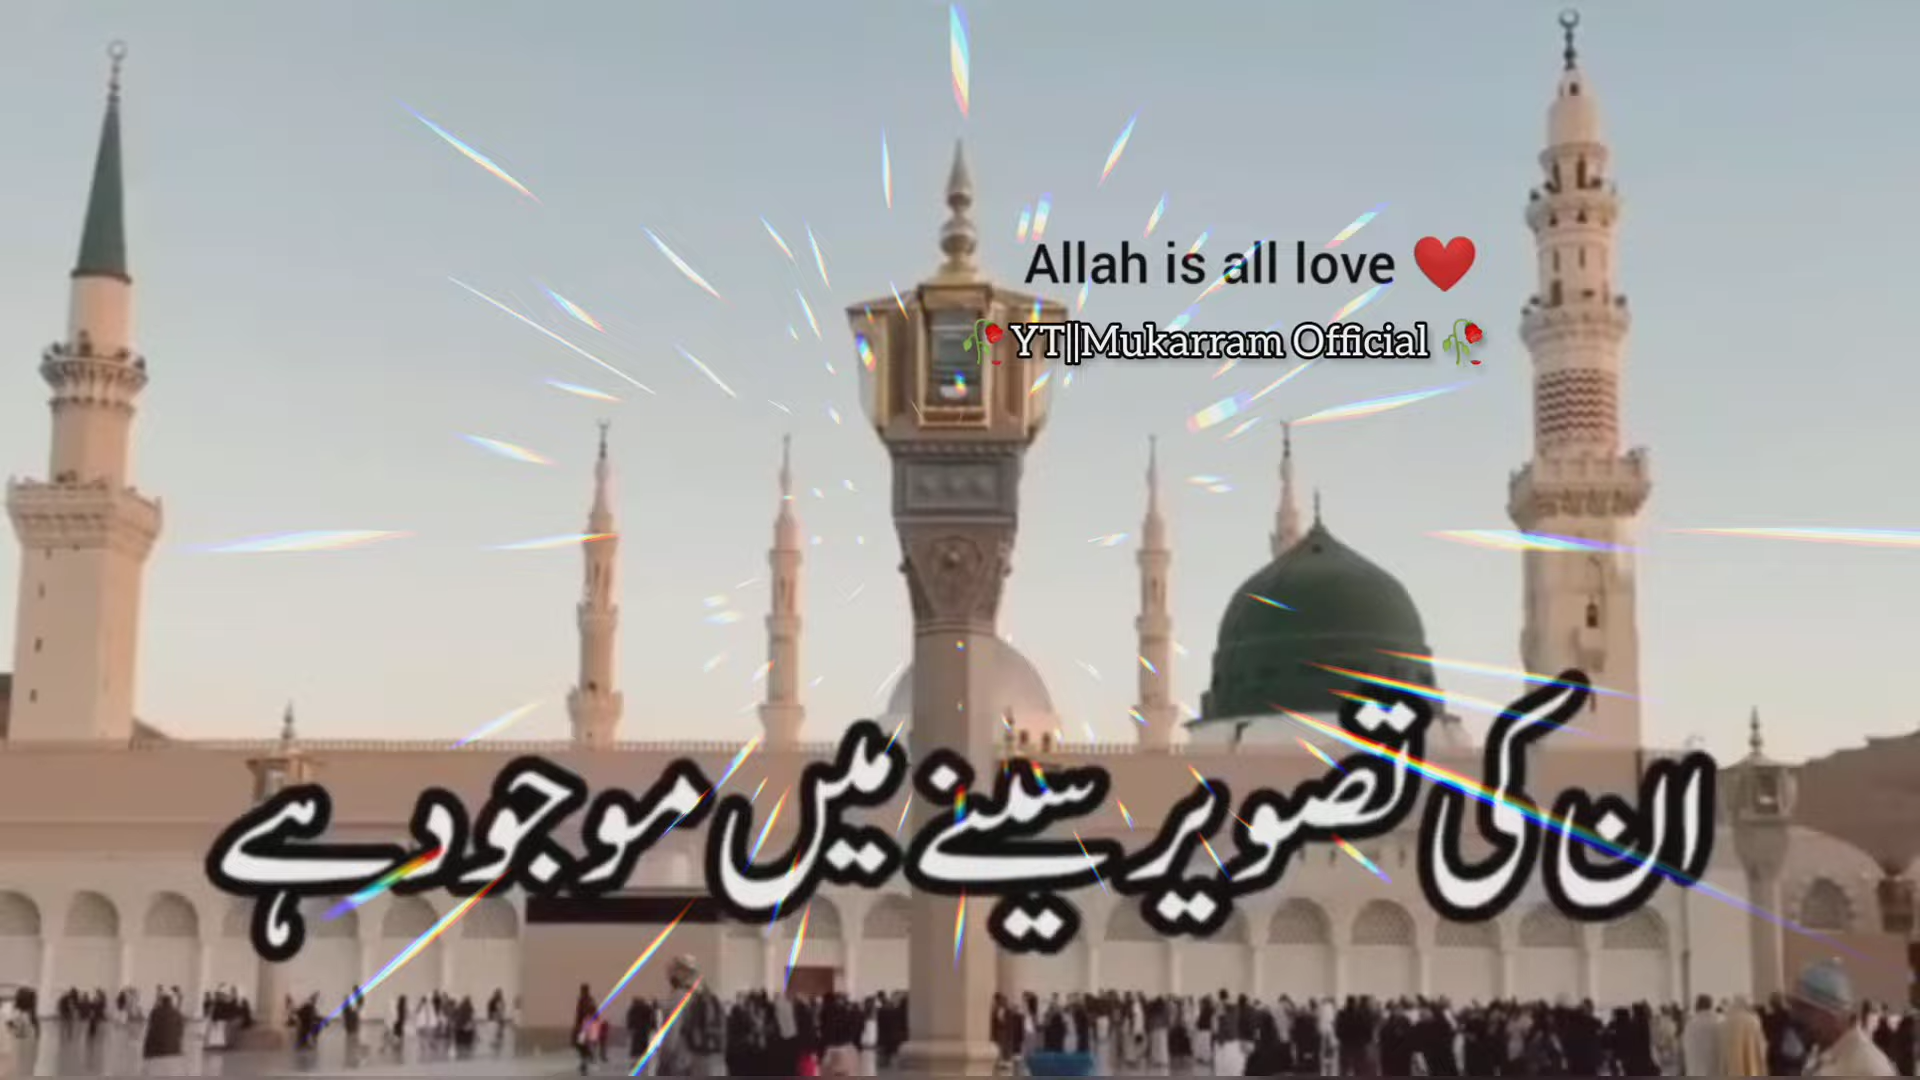 Allah is all love ❤️
🥀YT||Mukarram Official🥀
ان کی تصویر سینے میں موجود ہے